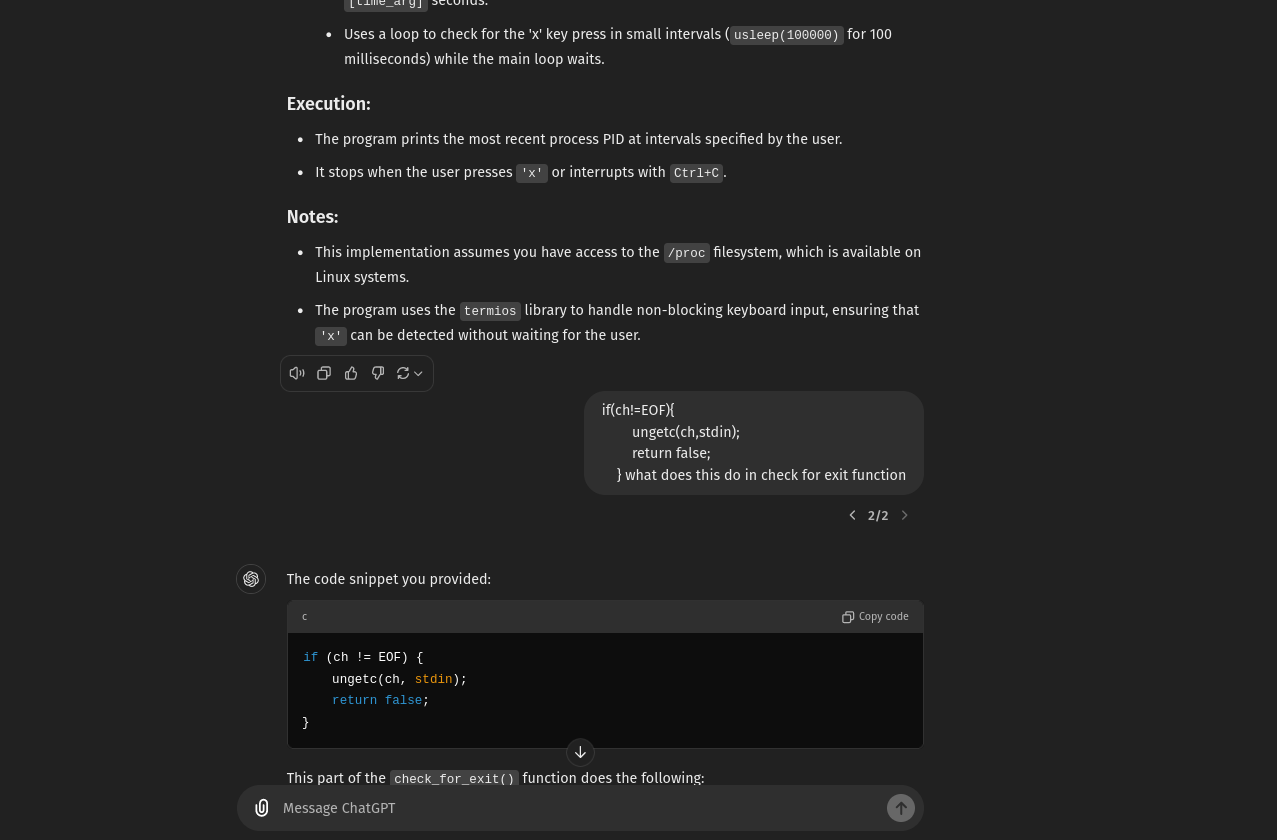 [time_arg] seconds.
Uses a loop to check for the 'x' key press in small intervals (usleep(100000) for 100
milliseconds) while the main loop waits.
Execution:
The program prints the most recent process PID at intervals specified by the user.
It stops when the user presses 'x' or interrupts with Ctrl+C.
Notes:
This implementation assumes you have access to the /proc filesystem, which is available on
Linux systems.
The program uses the termios library to handle non-blocking keyboard input, ensuring that
'x' can be detected without waiting for the user.
if(ch!=EOF){
ungetc(ch,stdin);
return false;
} what does this do in check for exit function
2/2
The code snippet you provided:
c
Copy code
if (ch != EOF) {
ungetc(ch, stdin);
return false;
}
This part of the check_for_exit() function does the following:
Message ChatGPT